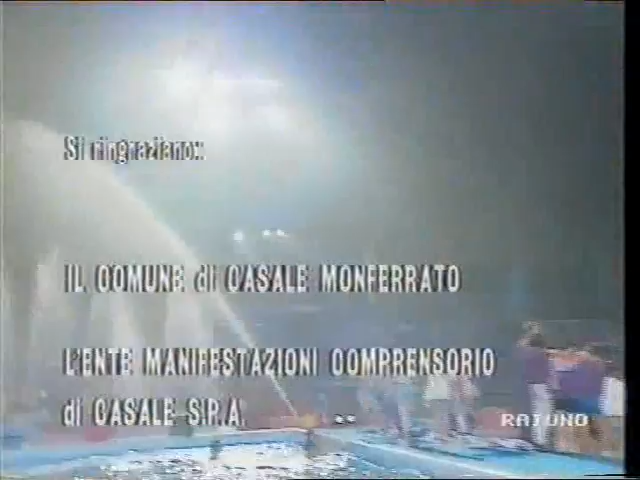 Si ringraziano:
IL COMUNE di CASALE MONFERRATO
L'ENTE MANIFESTAZIONI COMPRENSORIO
di CASALE S.P.A.
RAIUNO